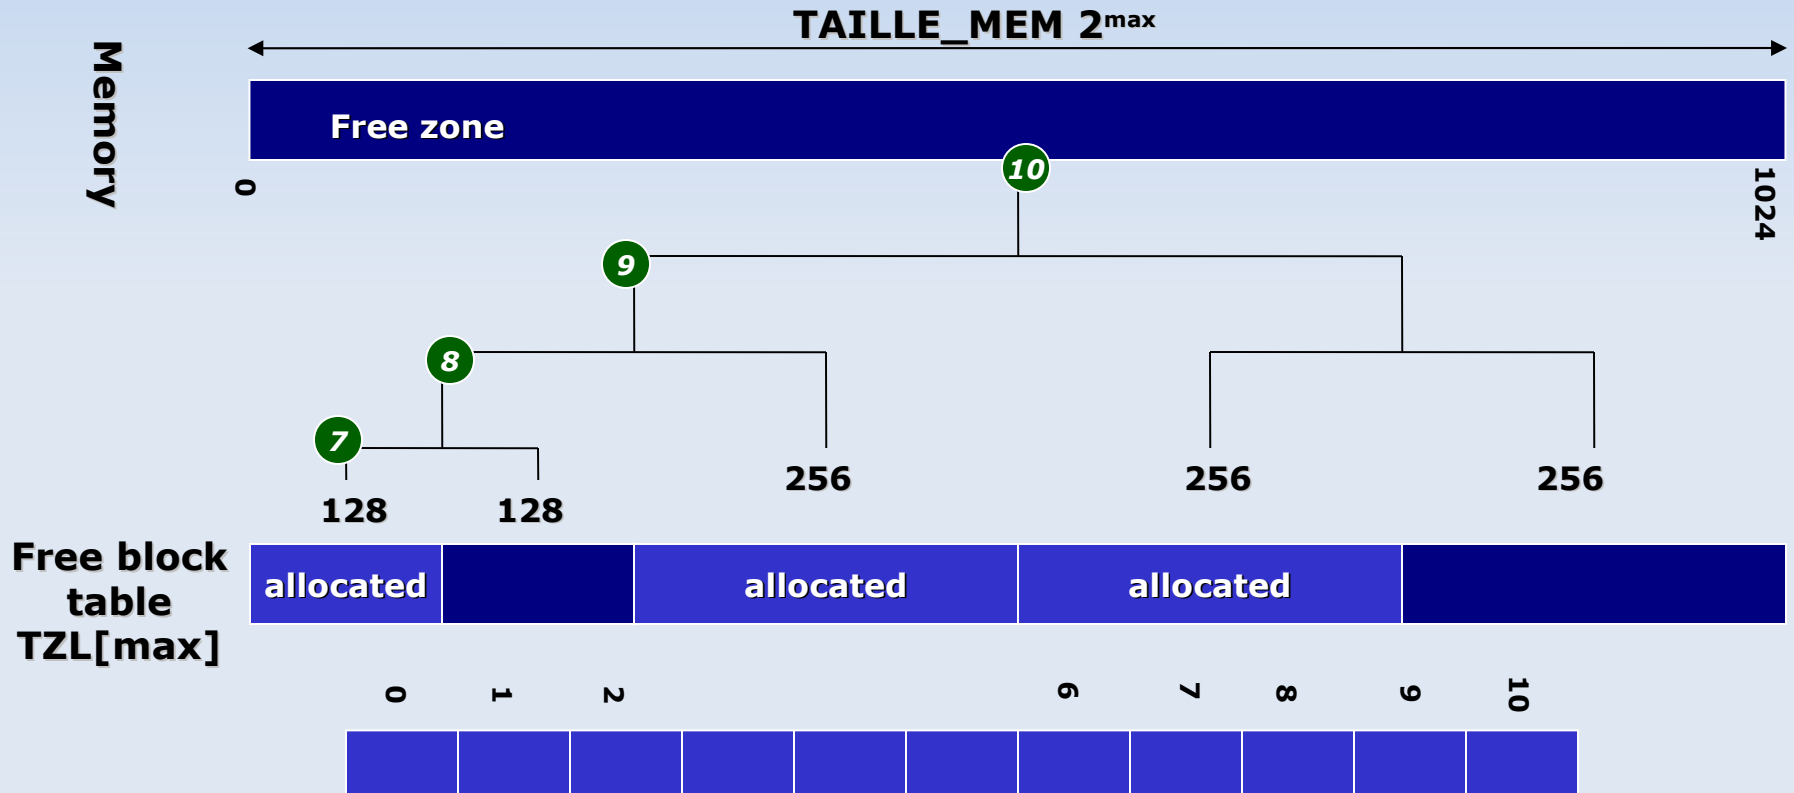 TAILLE_MEM 2max
Memory
Free zone
0
1024
10
9
8
7
128
128
256
256
256
Free block
table
TZL[max]
allocated
allocated
allocated
0
1
2
6
7
8
9
10